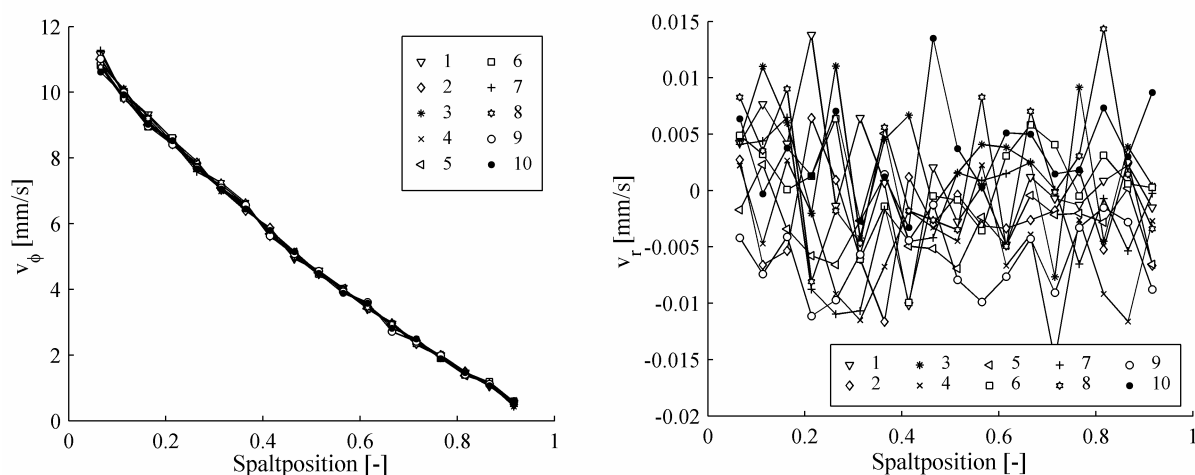 12
10
8
6
4
2
0
v_ϕ [mm/s]
0 0.2 0.4 0.6 0.8 1
Spaltposition [-]
1 6
2 7
3 8
4 9
5 10
0.015
0.01
0.005
0
-0.005
-0.01
-0.015
-0.02
v_r [mm/s]
0 0.2 0.4 0.6 0.8 1
Spaltposition [-]
1 3 5 7 9
2 4 6 8 10